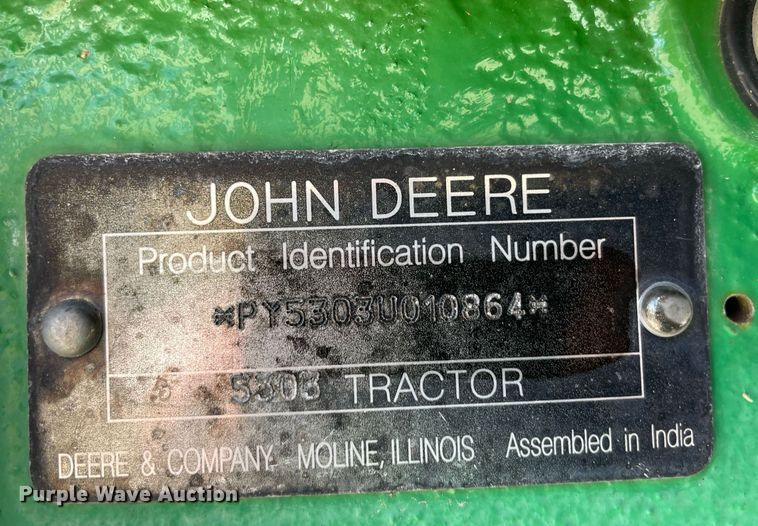 JOHN DEERE
Product Identification Number
*PY5303U010864*
5303 TRACTOR
DEERE & COMPANY MOLINE, ILLINOIS Assembled in India
Purple Wave Auction